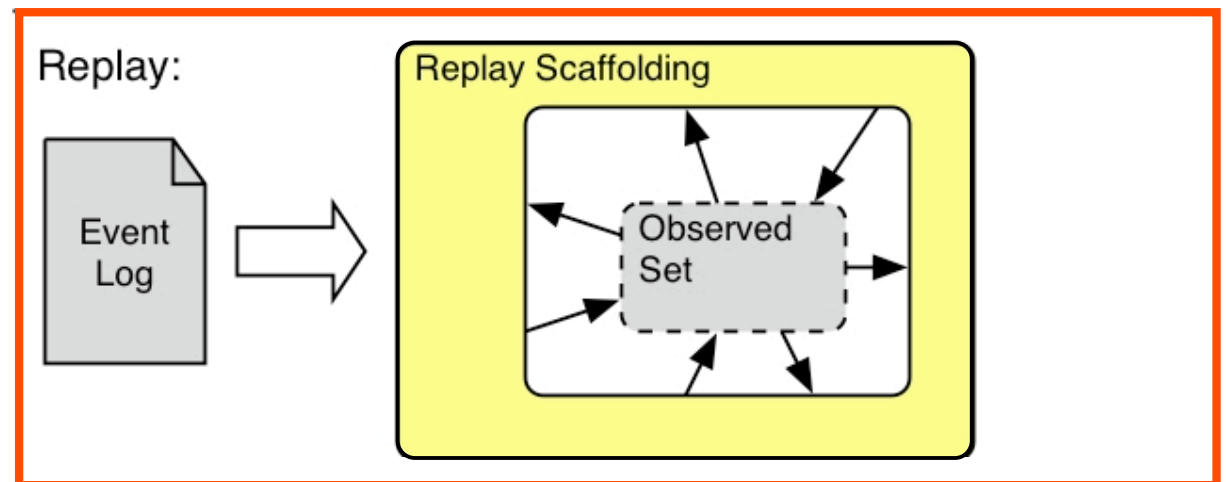 Replay:
Replay Scaffolding
Event
Log
Observed
Set